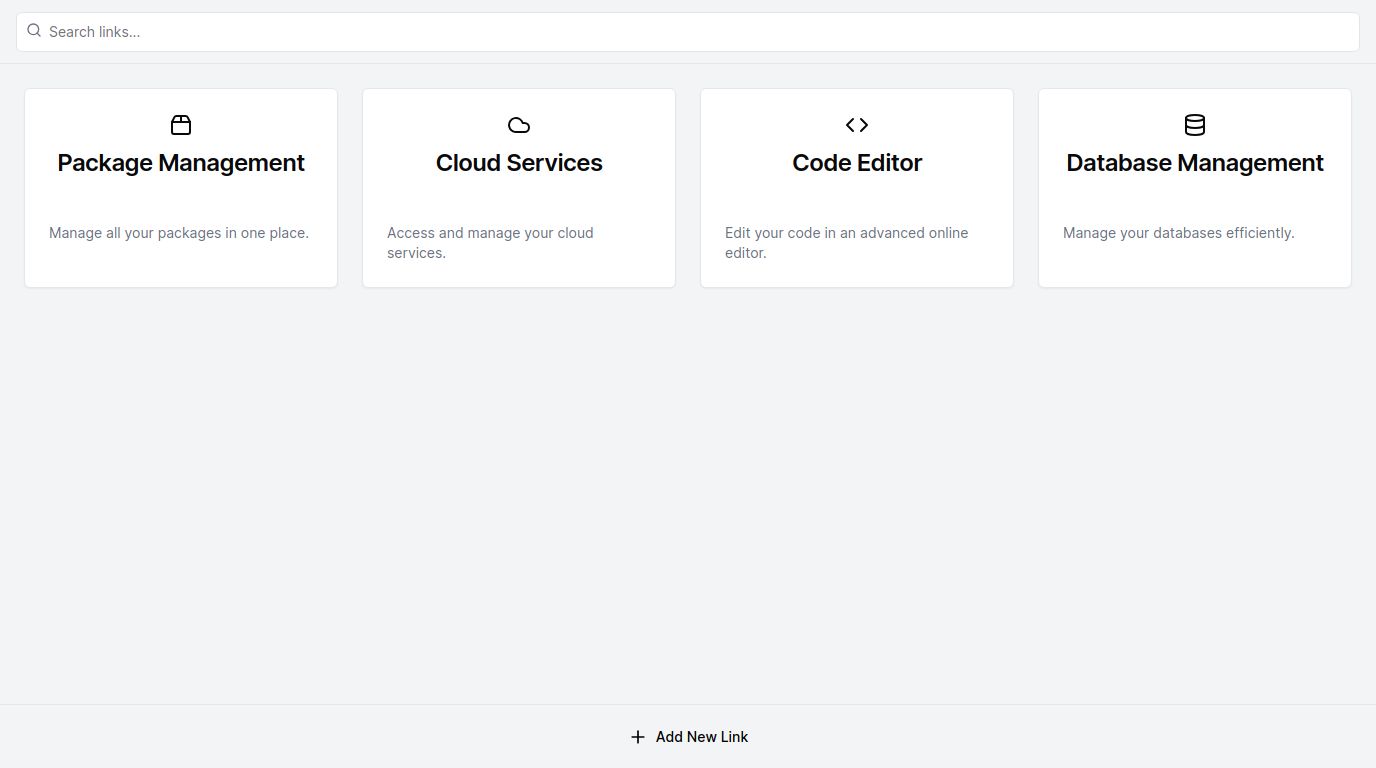 Search links...
Package Management
Manage all your packages in one place.
Cloud Services
Access and manage your cloud
services.
Code Editor
Edit your code in an advanced online
editor.
Database Management
Manage your databases efficiently.
Add New Link